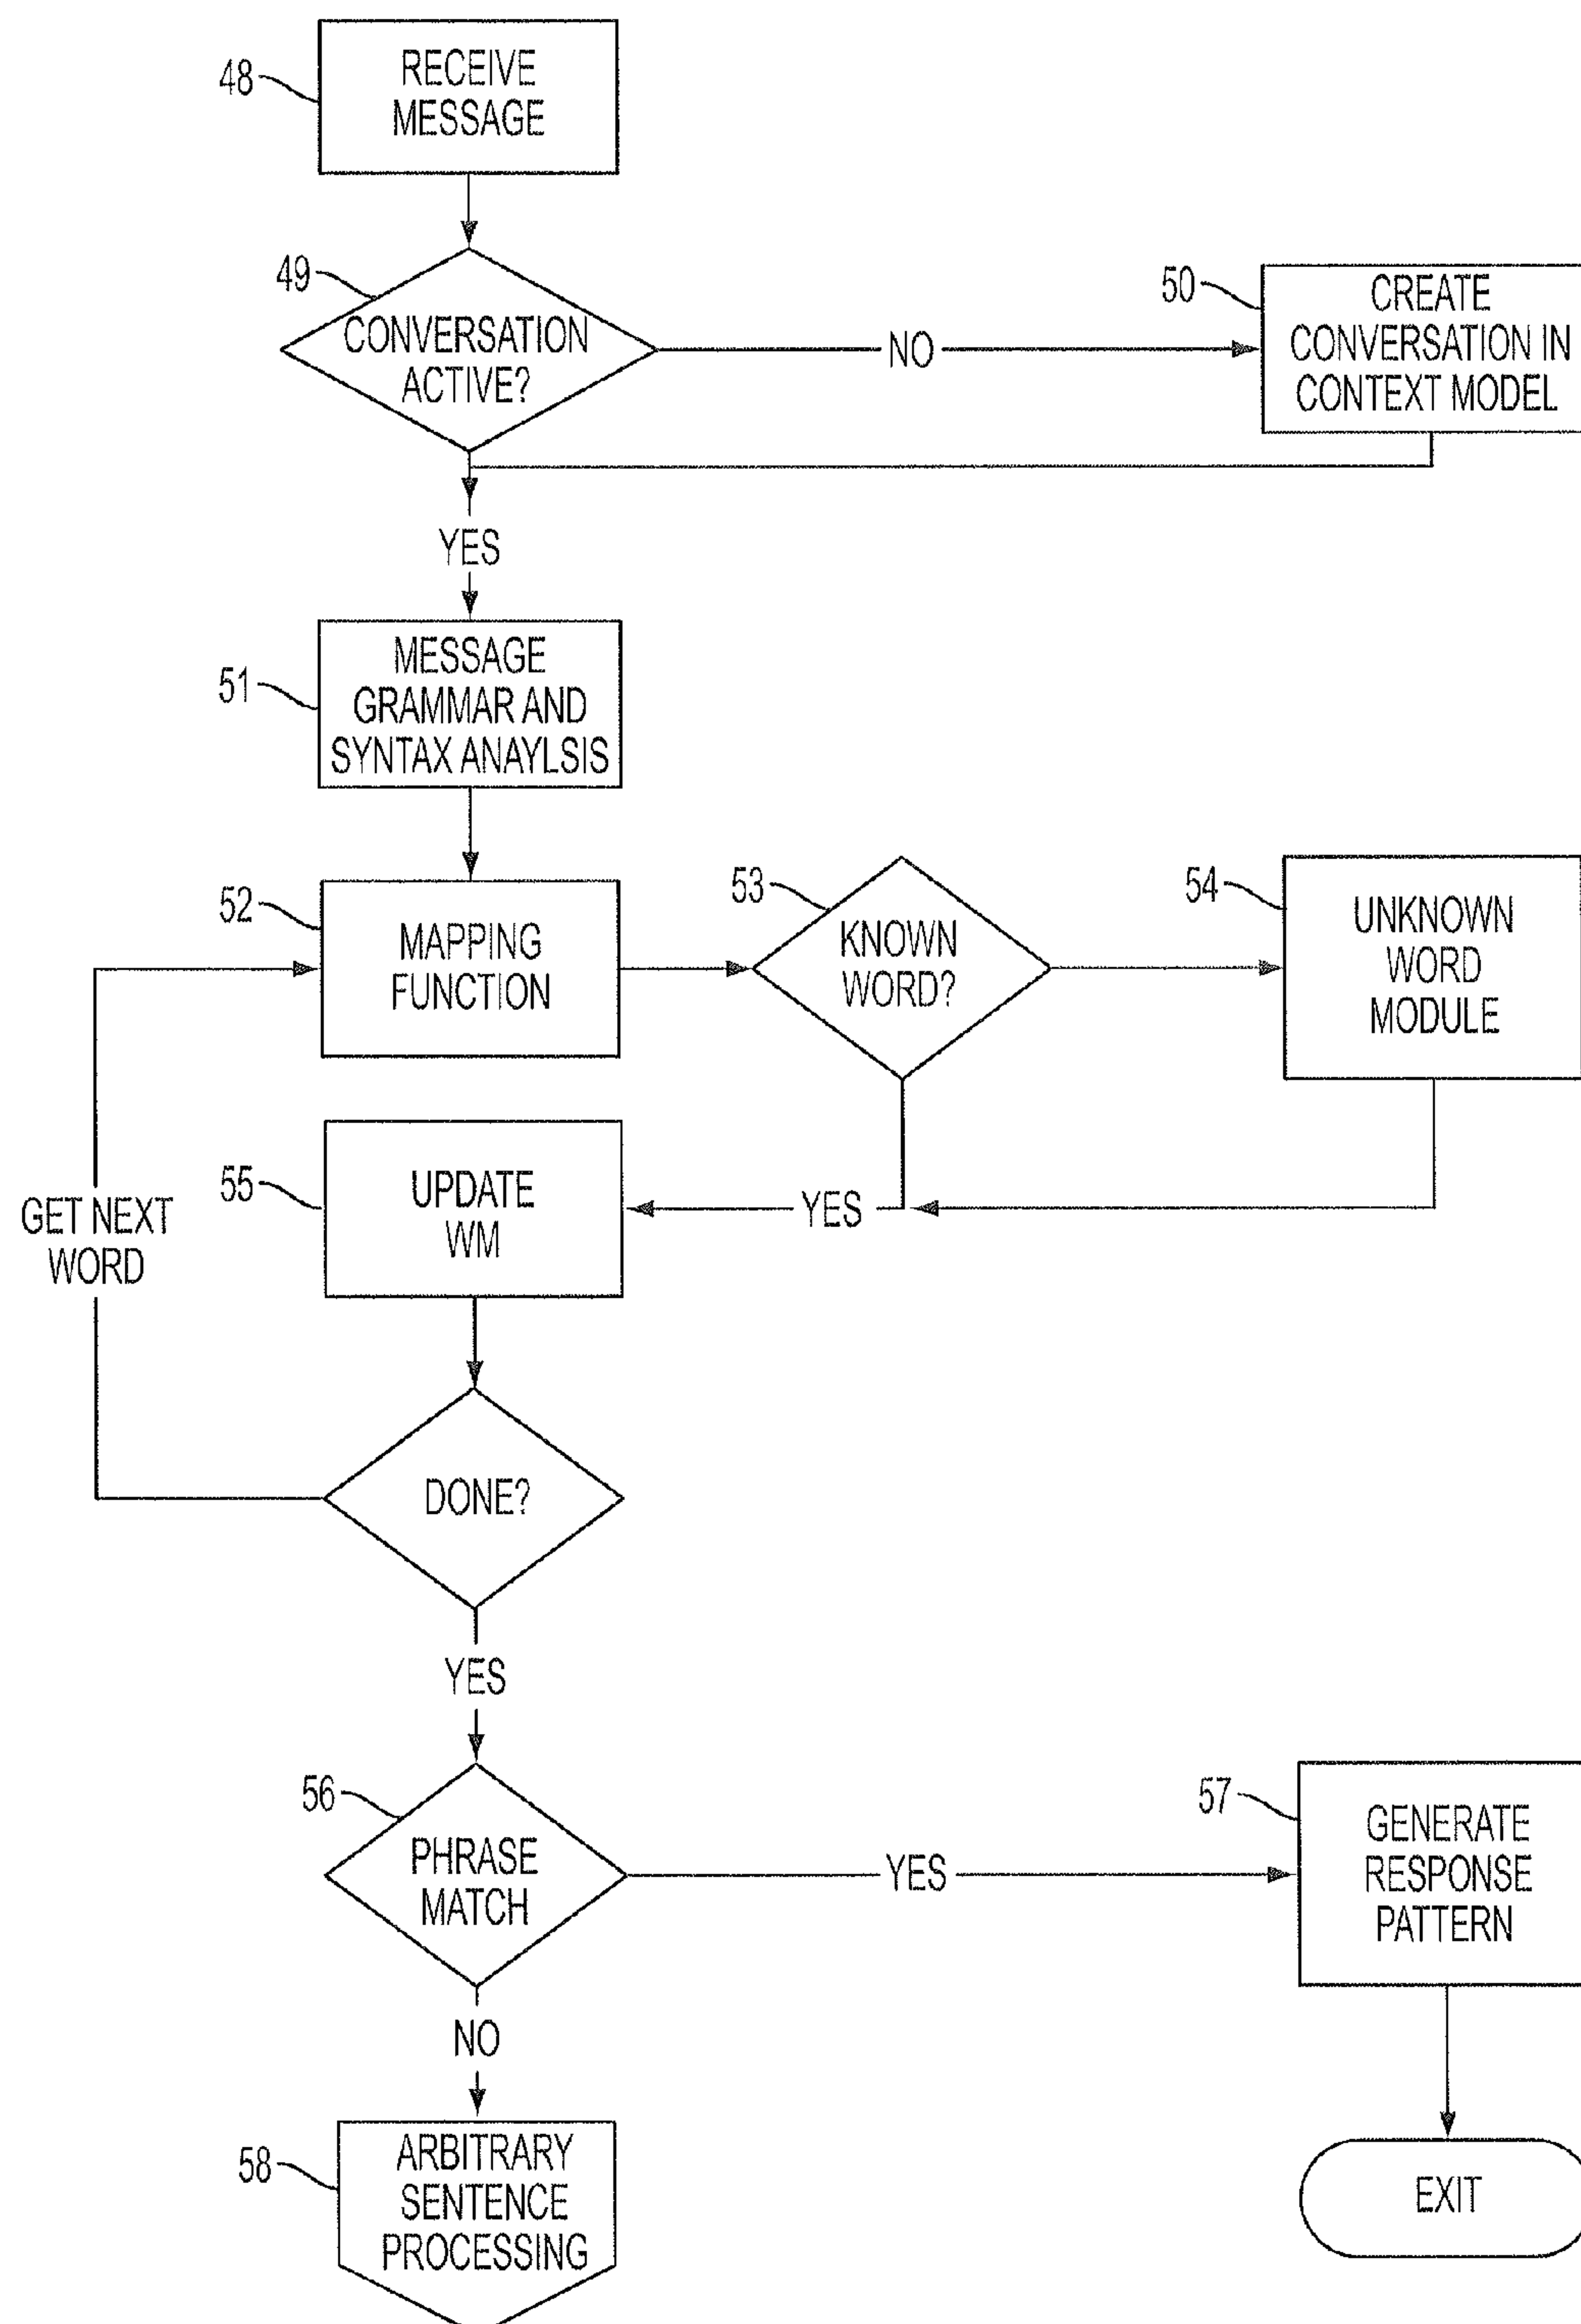 48
RECEIVE
MESSAGE
49
CONVERSATION
ACTIVE?
NO
50
CREATE
CONVERSATION IN
CONTEXT MODEL
YES
51
MESSAGE
GRAMMAR AND
SYNTAX ANAYLSIS
52
MAPPING
FUNCTION
53
KNOWN
WORD?
54
UNKNOWN
WORD
MODULE
55
UPDATE
WM
YES
GET NEXT
WORD
DONE?
YES
56
PHRASE
MATCH
YES
57
GENERATE
RESPONSE
PATTERN
NO
58
ARBITRARY
SENTENCE
PROCESSING
EXIT